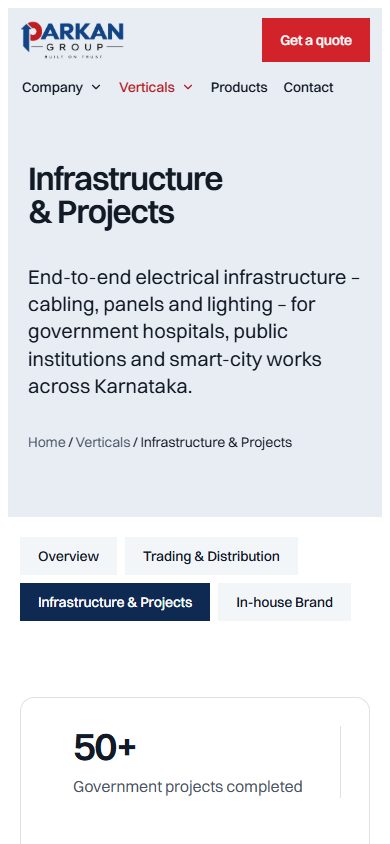 PARKAN
GROUP
BUILT ON TRUST
Get a quote
Company
Verticals
Products
Contact
Infrastructure
& Projects
End-to-end electrical infrastructure –
cabling, panels and lighting – for
government hospitals, public
institutions and smart-city works
across Karnataka.
Home / Verticals / Infrastructure & Projects
Overview
Trading & Distribution
Infrastructure & Projects
In-house Brand
50+
Government projects completed